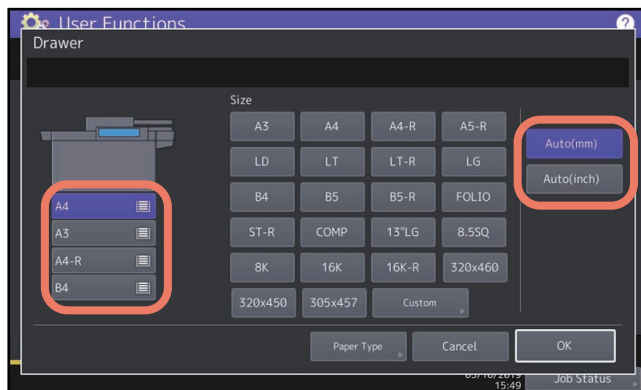 User Functions
?
Drawer
Size
A3 A4 A4-R A5-R
LD LT LT-R LG
B4 B5 B5-R FOLIO
ST-R COMP 13"LG 8.5SQ
8K 16K 16K-R 320x460
320x450 305x457 Custom
Auto(mm)
Auto(inch)
A4
A3
A4-R
B4
Paper Type Cancel OK
15:49 Job Status